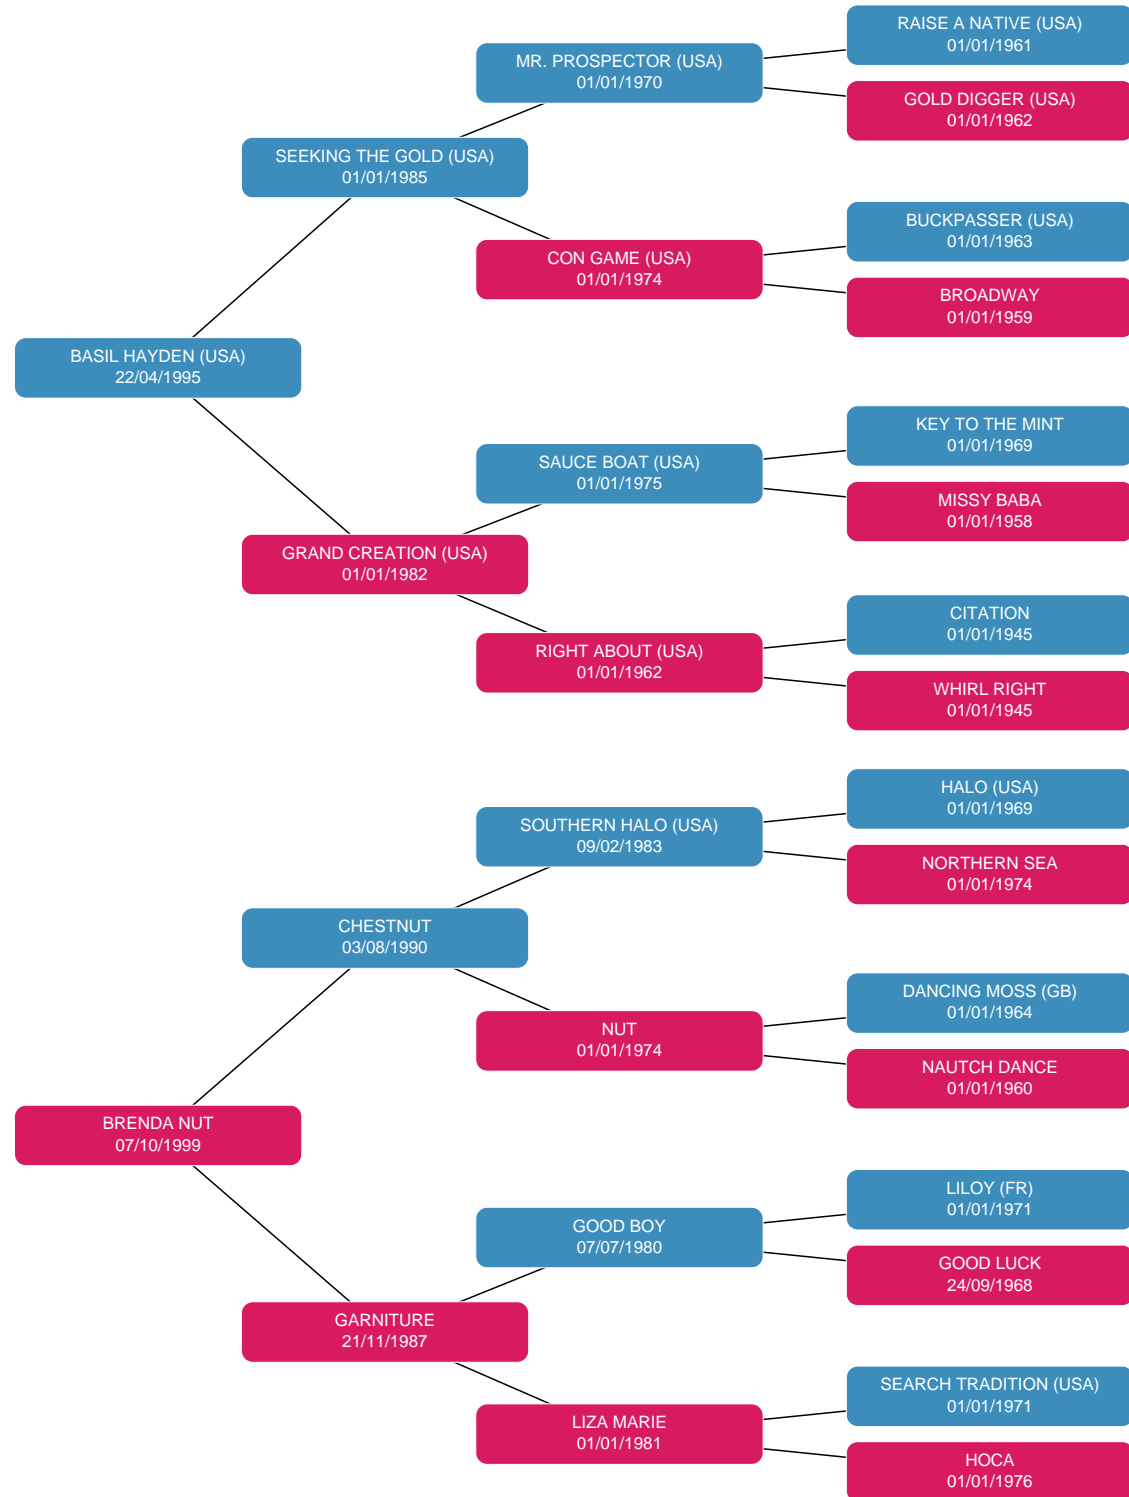 RAISE A NATIVE (USA)
01/01/1961
MR. PROSPECTOR (USA)
01/01/1970
GOLD DIGGER (USA)
01/01/1962
SEEKING THE GOLD (USA)
01/01/1985
BUCKPASSER (USA)
01/01/1963
CON GAME (USA)
01/01/1974
BROADWAY
01/01/1959
BASIL HAYDEN (USA)
22/04/1995
KEY TO THE MINT
01/01/1969
SAUCE BOAT (USA)
01/01/1975
MISSY BABA
01/01/1958
GRAND CREATION (USA)
01/01/1982
CITATION
01/01/1945
RIGHT ABOUT (USA)
01/01/1962
WHIRL RIGHT
01/01/1945
HALO (USA)
01/01/1969
SOUTHERN HALO (USA)
09/02/1983
NORTHERN SEA
01/01/1974
CHESTNUT
03/08/1990
DANCING MOSS (GB)
01/01/1964
NUT
01/01/1974
NAUTCH DANCE
01/01/1960
BRENDA NUT
07/10/1999
LILOY (FR)
01/01/1971
GOOD BOY
07/07/1980
GOOD LUCK
24/09/1968
GARNITURE
21/11/1987
SEARCH TRADITION (USA)
01/01/1971
LIZA MARIE
01/01/1981
HOCA
01/01/1976